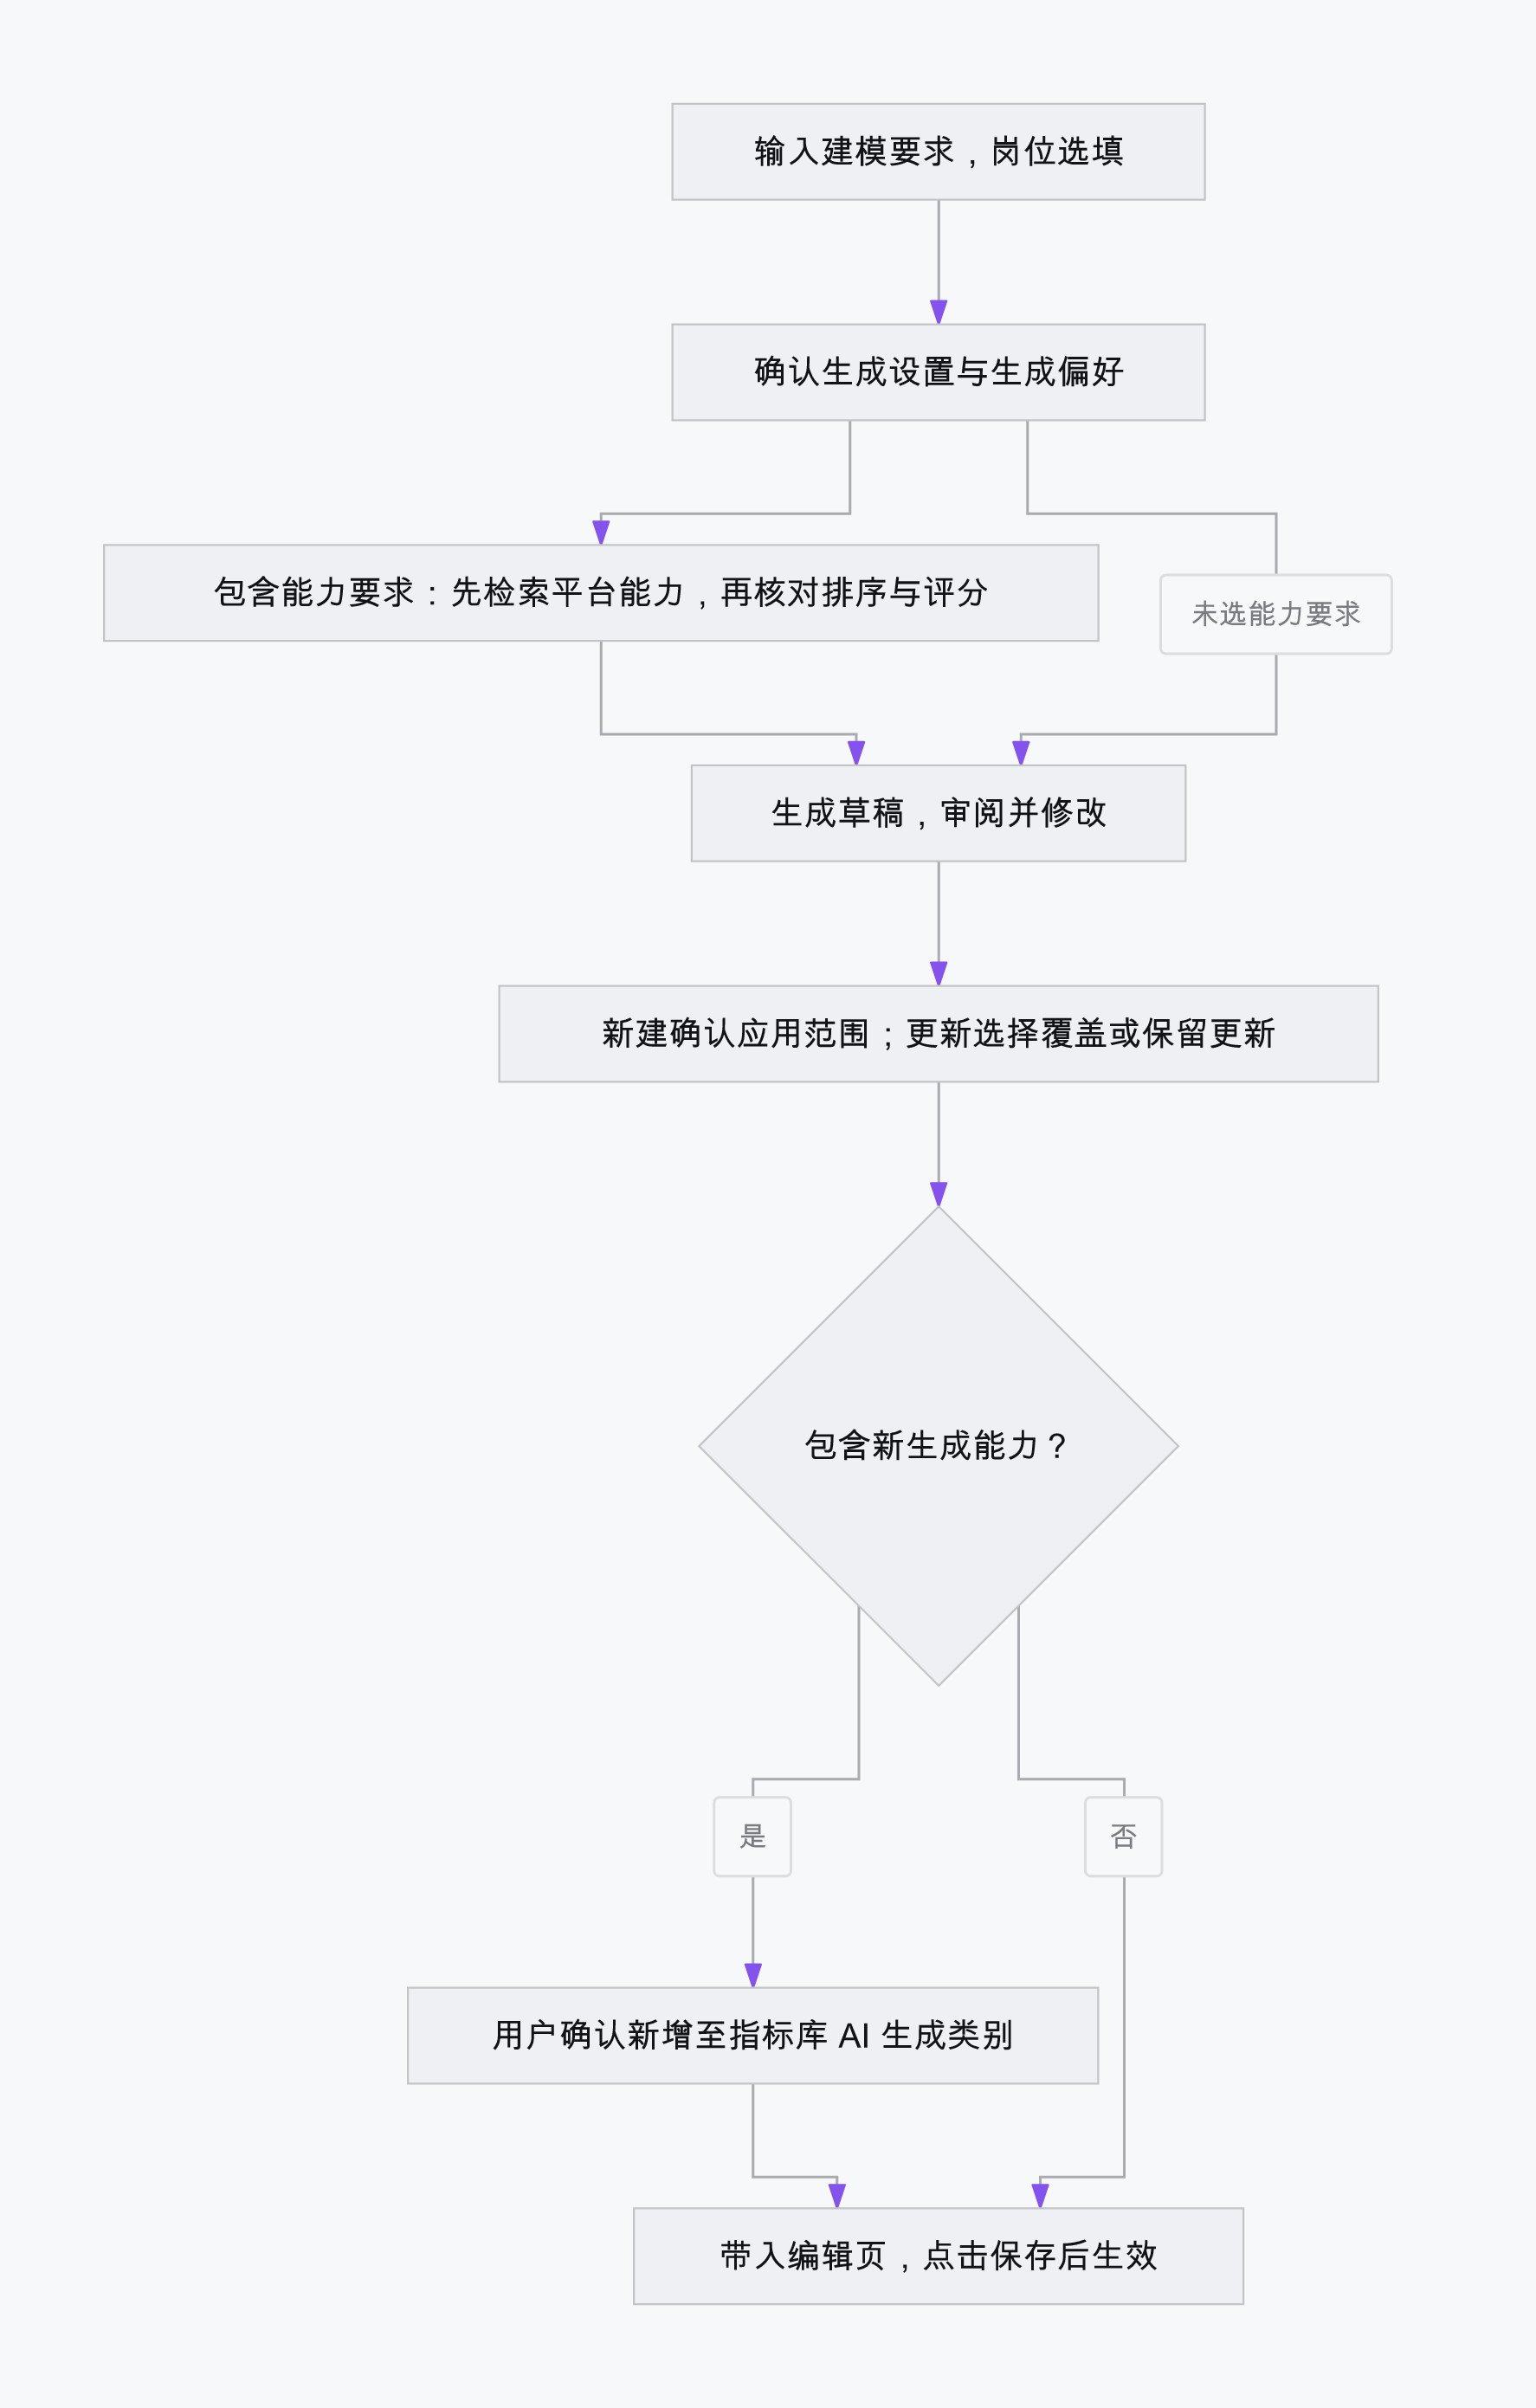 输入建模要求，岗位选填
确认生成设置与生成偏好
包含能力要求：先检索平台能力，再核对排序与评分
未选能力要求
生成草稿，审阅并修改
新建确认应用范围；更新选择覆盖或保留更新
包含新生成能力？
是
否
用户确认新增至指标库 AI 生成类别
带入编辑页，点击保存后生效